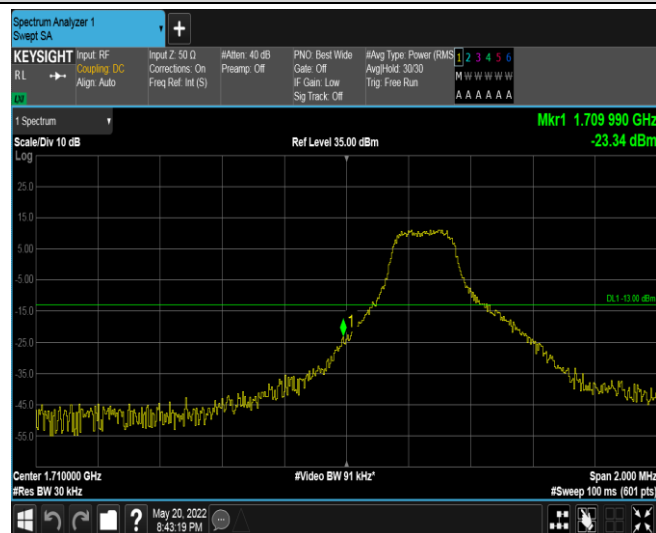 Spectrum Analyzer 1
Swept SA
+
KEYSIGHT
RL
Input: RF
Coupling: DC
Align: Auto
Input Z: 50 Ω
Corrections: On
Freq Ref: Int (S)
#Atten: 40 dB
Preamp: Off
PNO: Best Wide
Gate: Off
IF Gain: Low
Sig Track: Off
#Avg Type: Power (RMS
Avg|Hold: 30/30
Trig: Free Run
1 2 3 4 5 6
M W W W W W
A A A A A A
1 Spectrum
Scale/Div 10 dB
Ref Level 35.00 dBm
Mkr1 1.709 990 GHz
-23.34 dBm
Log
25.0
15.0
5.00
-5.00
DL1 -13.00 dBm
-15.0
1
-25.0
-35.0
-45.0
-55.0
Center 1.710000 GHz
#Video BW 91 kHz*
Span 2.000 MHz
#Res BW 30 kHz
#Sweep 100 ms (601 pts)
?
May 20, 2022
8:43:19 PM